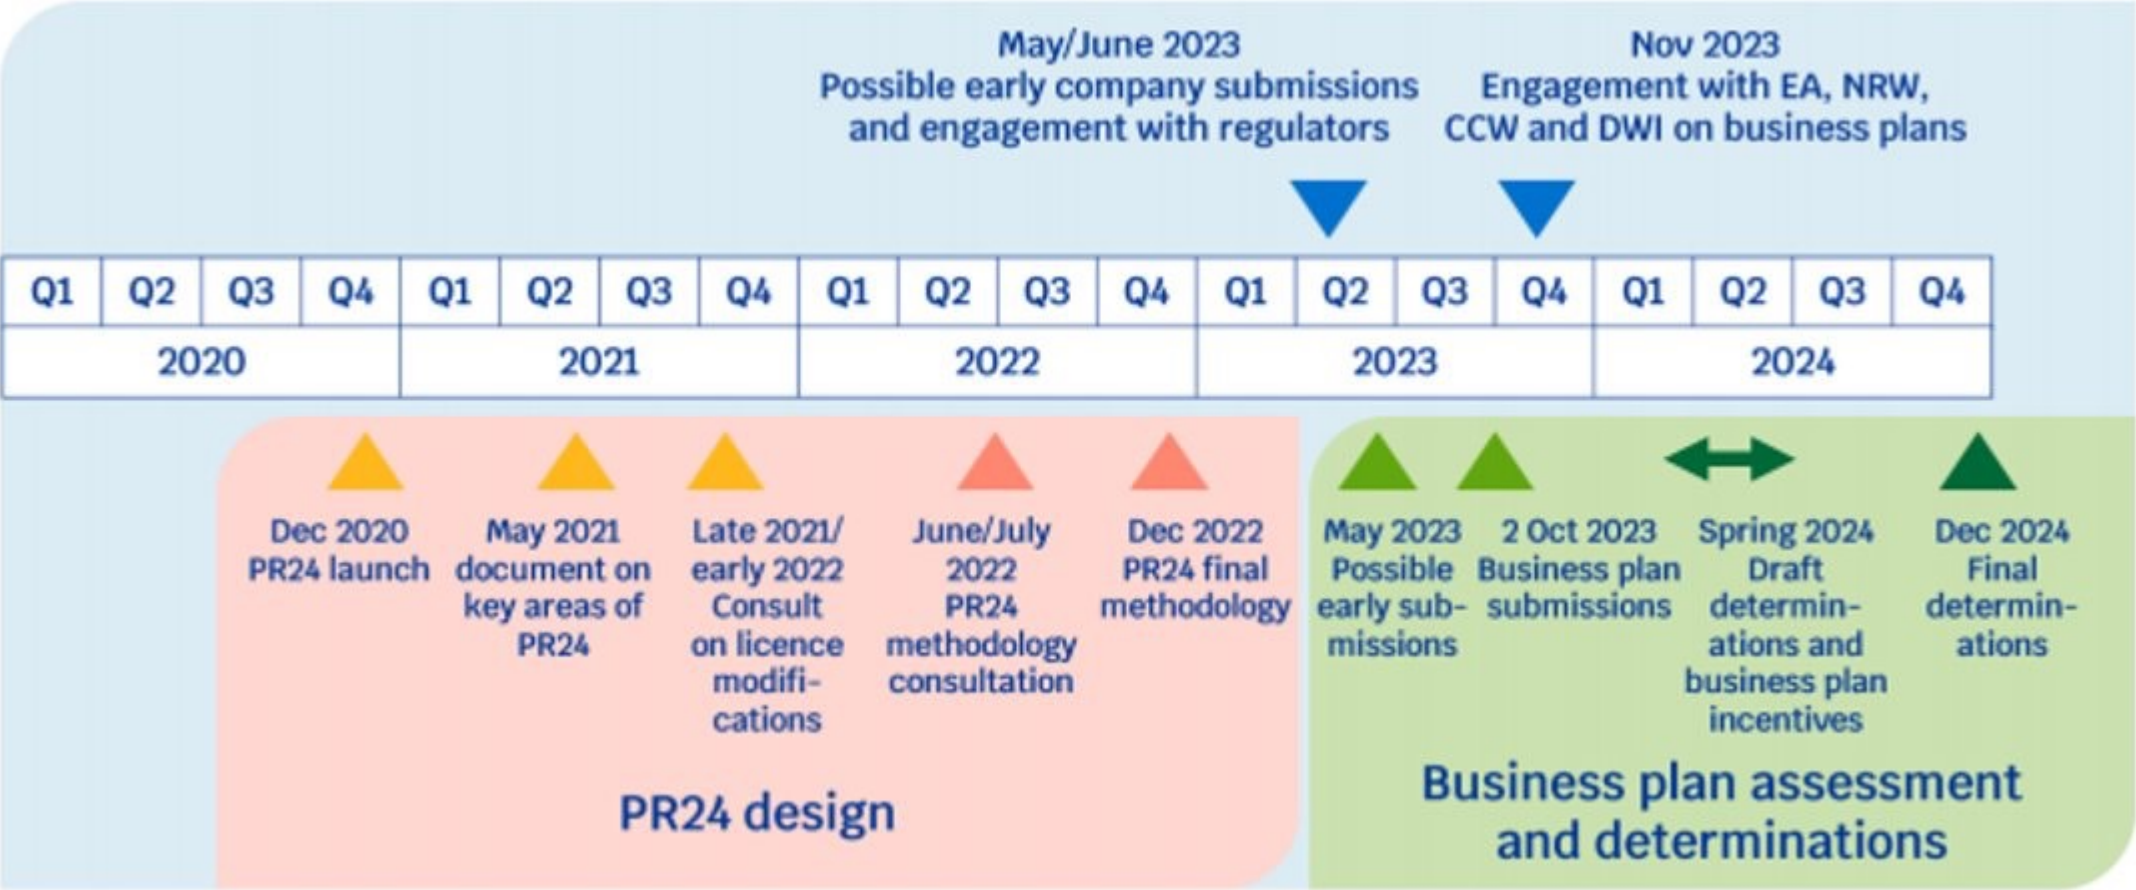 May/June 2023
Possible early company submissions
and engagement with regulators
Nov 2023
Engagement with EA, NRW,
CCW and DWI on business plans
Q1 Q2 Q3 Q4 Q1 Q2 Q3 Q4 Q1 Q2 Q3 Q4 Q1 Q2 Q3 Q4 Q1 Q2 Q3 Q4
2020 2021 2022 2023 2024
Dec 2020
PR24 launch
May 2021
document on
key areas of
PR24
Late 2021/
early 2022
Consult
on licence
modifi-
cations
June/July
2022
PR24
methodology
consultation
Dec 2022
PR24 final
methodology
PR24 design
May 2023
Possible
early sub-
missions
2 Oct 2023
Business plan
submissions
Spring 2024
Draft
determin-
ations and
business plan
incentives
Dec 2024
Final
determin-
ations
Business plan assessment
and determinations